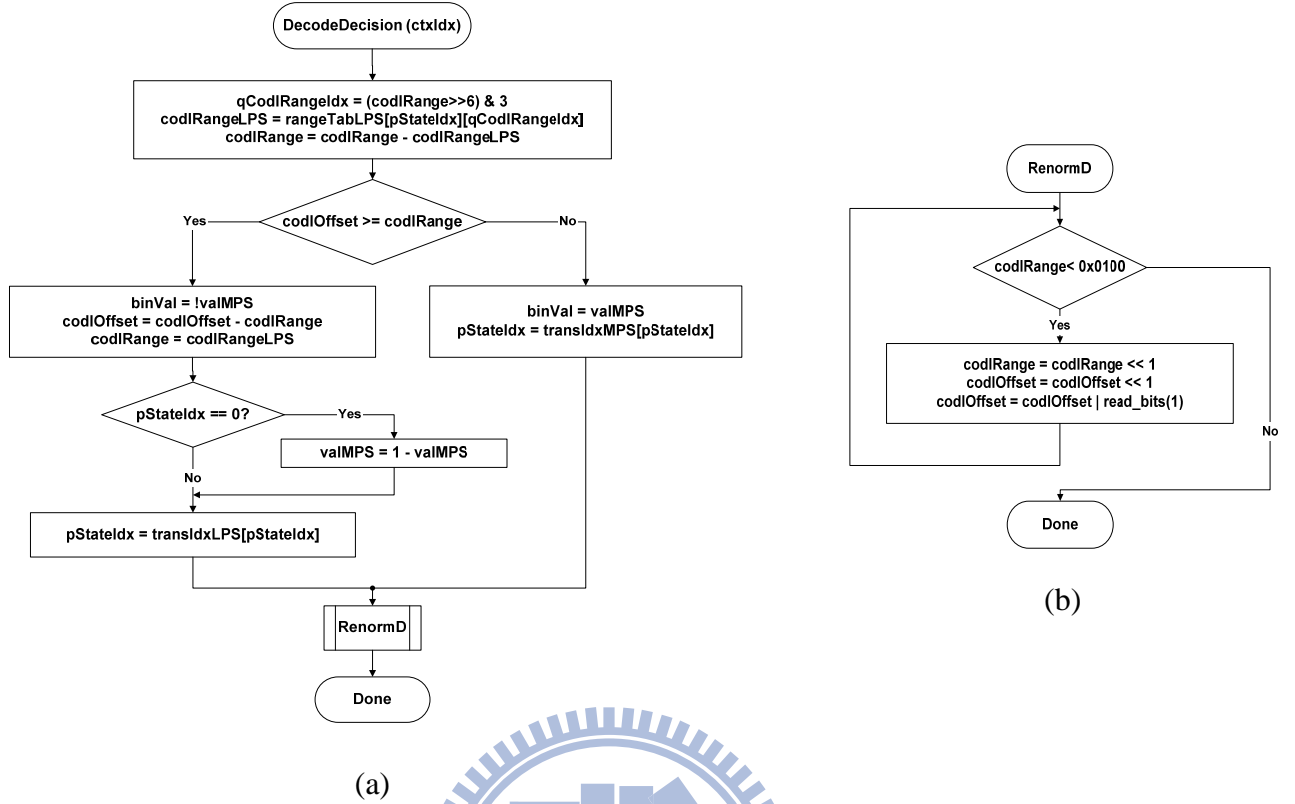 DecodeDecision (ctxIdx)
qCodIRangeIdx = (codIRange>>6) & 3
codIRangeLPS = rangeTabLPS[pStateIdx][qCodIRangeIdx]
codIRange = codIRange - codIRangeLPS
codIOffset >= codIRange
Yes
No
binVal = !valMPS
codIOffset = codIOffset - codIRange
codIRange = codIRangeLPS
binVal = valMPS
pStateIdx = transIdxMPS[pStateIdx]
pStateIdx == 0?
Yes
valMPS = 1 - valMPS
No
pStateIdx = transIdxLPS[pStateIdx]
RenormD
Done
(a)
RenormD
codIRange< 0x0100
Yes
codIRange = codIRange << 1
codIOffset = codIOffset << 1
codIOffset = codIOffset | read_bits(1)
No
Done
(b)